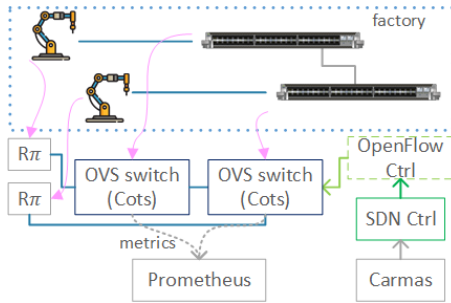 factory
Rπ
OVS switch
(Cots)
OVS switch
(Cots)
OpenFlow
Ctrl
Rπ
SDN Ctrl
metrics
Prometheus
Carmas